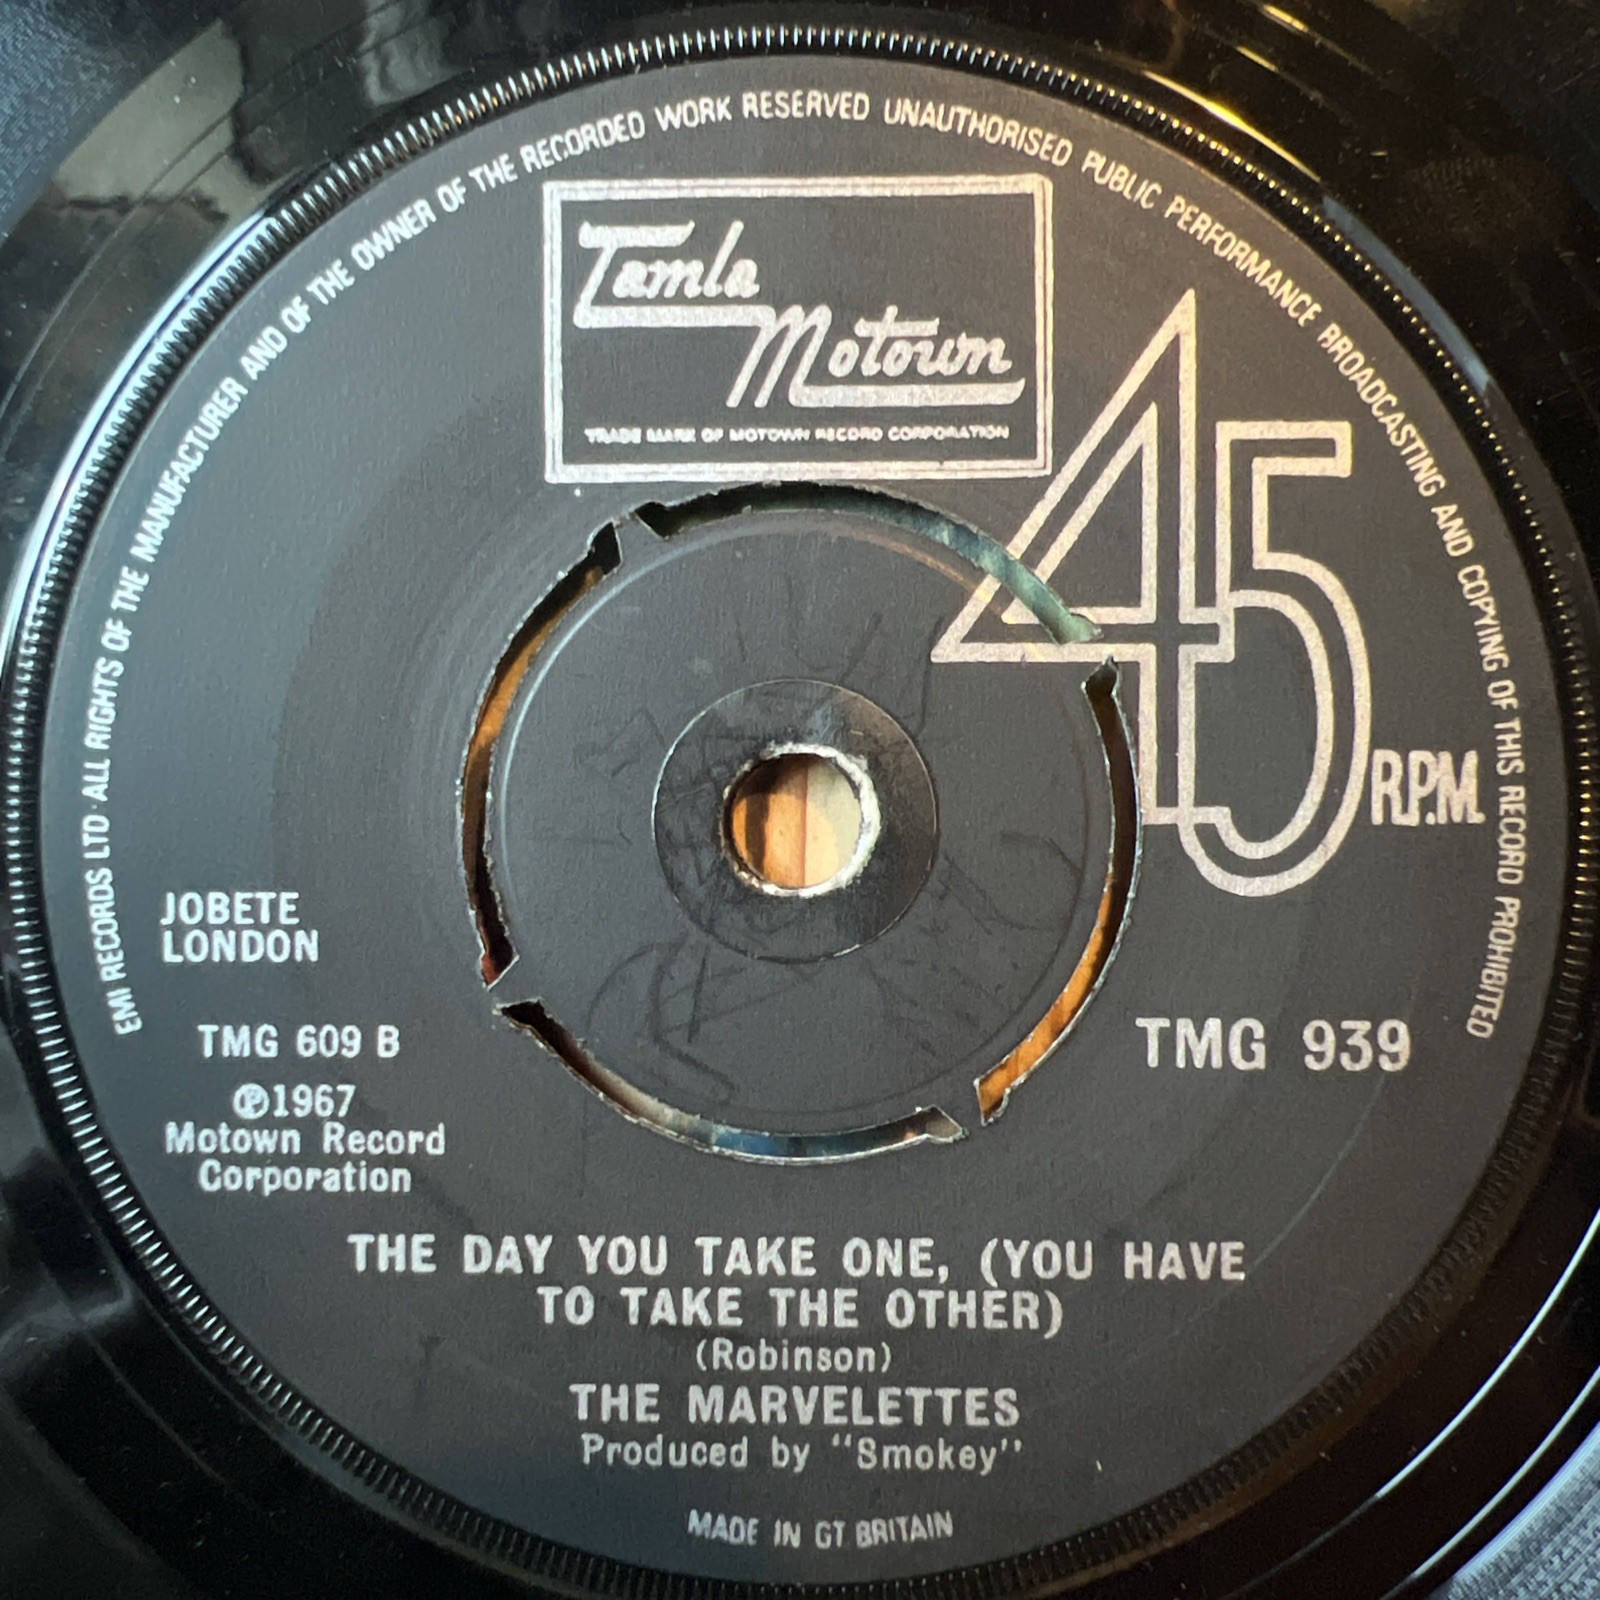 EMI RECORDS LTD · ALL RIGHTS OF THE MANUFACTURER AND OF THE OWNER OF THE RECORDED WORK RESERVED UNAUTHORISED PUBLIC PERFORMANCE BROADCASTING AND COPYING OF THIS RECORD PROHIBITED
Tamla
Motown
TRADE MARK OF MOTOWN RECORD CORPORATION
45
R.P.M.
JOBETE
LONDON
TMG 609 B
TMG 939
℗1967
Motown Record
Corporation
THE DAY YOU TAKE ONE, (YOU HAVE
TO TAKE THE OTHER)
(Robinson)
THE MARVELETTES
Produced by "Smokey"
MADE IN GT BRITAIN